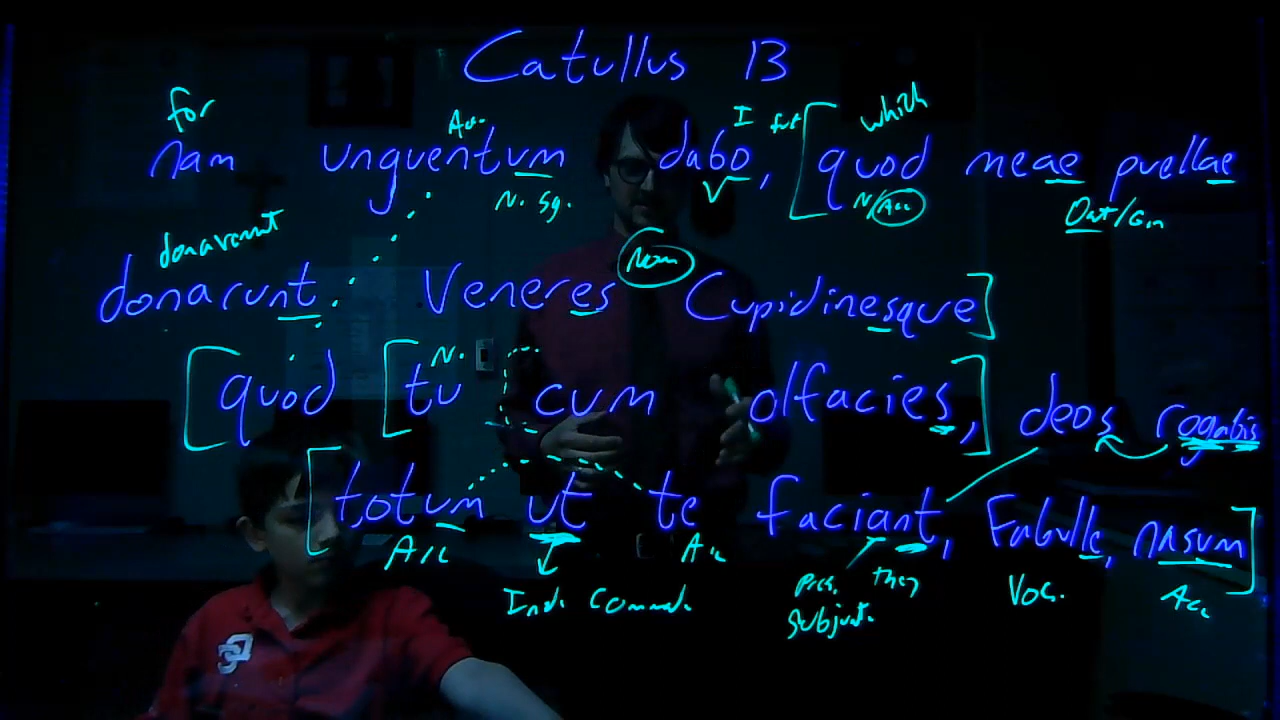 Catullus 13
for Acc. I fut which
nam unguentum dabo, [quod meae puellae
N. Sg. V N/Acc Dat/Gen
donaverunt Nom
donarunt Veneres Cupidinesque]
N.
[quod [tu cum olfacies,] deos rogabis
[totum ut te faciant, Fabulle, nasum]
Acc Acc Pres. they Voc. Acc
Ind. Command. Subjunct.